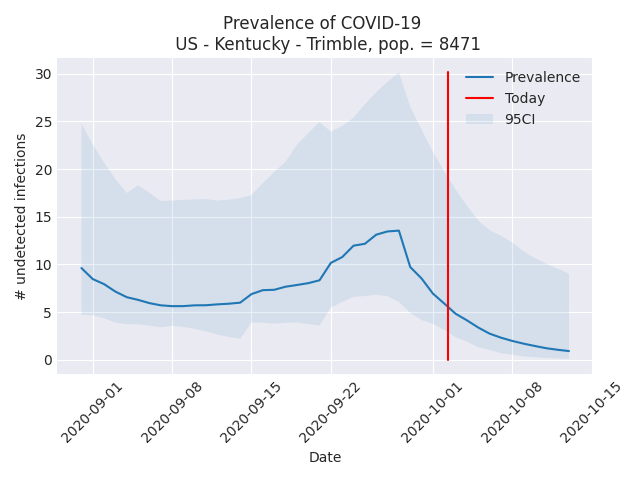 Prevalence of COVID-19
US - Kentucky - Trimble, pop. = 8471
Prevalence
Today
95CI
# undetected infections
30
25
20
15
10
5
0
2020-09-01
2020-09-08
2020-09-15
2020-09-22
2020-10-01
2020-10-08
2020-10-15
Date